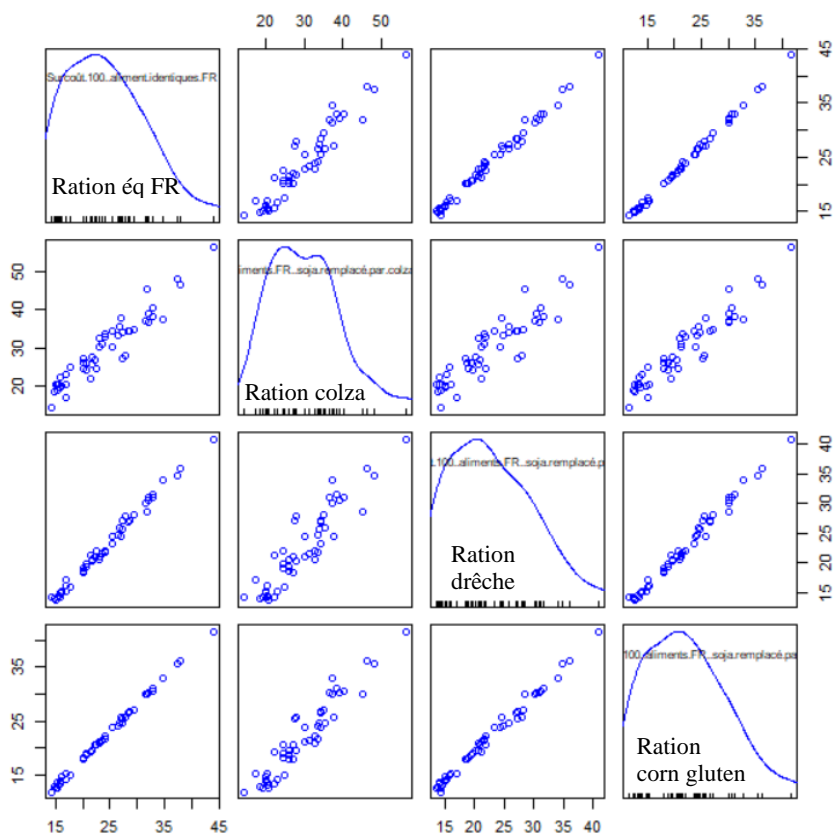 20 30 40 50
15 25 35
Surcoût.100..aliment.identiques.FR
Ration éq FR
15 25 35 45
20 30 40 50
iments.FR..soja.remplacé.par.colza
Ration colza
.100..aliments.FR..soja.remplacé.p
Ration
drêche
15 20 25 30 35 40
15 25 35
100..aliments.FR..soja.remplacé.pa
Ration
corn gluten
15 20 25 30 35 45
15 20 25 30 35 40